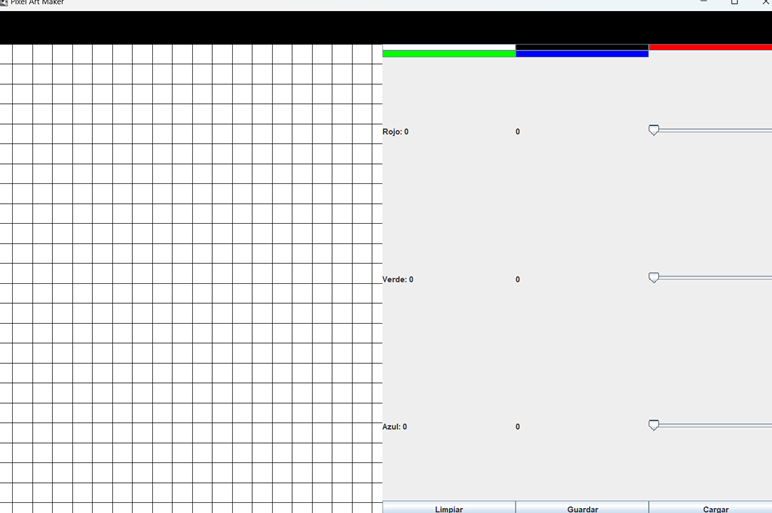 Pixel Art Maker
Rojo: 0 0
Verde: 0 0
Azul: 0 0
Limpiar Guardar Cargar